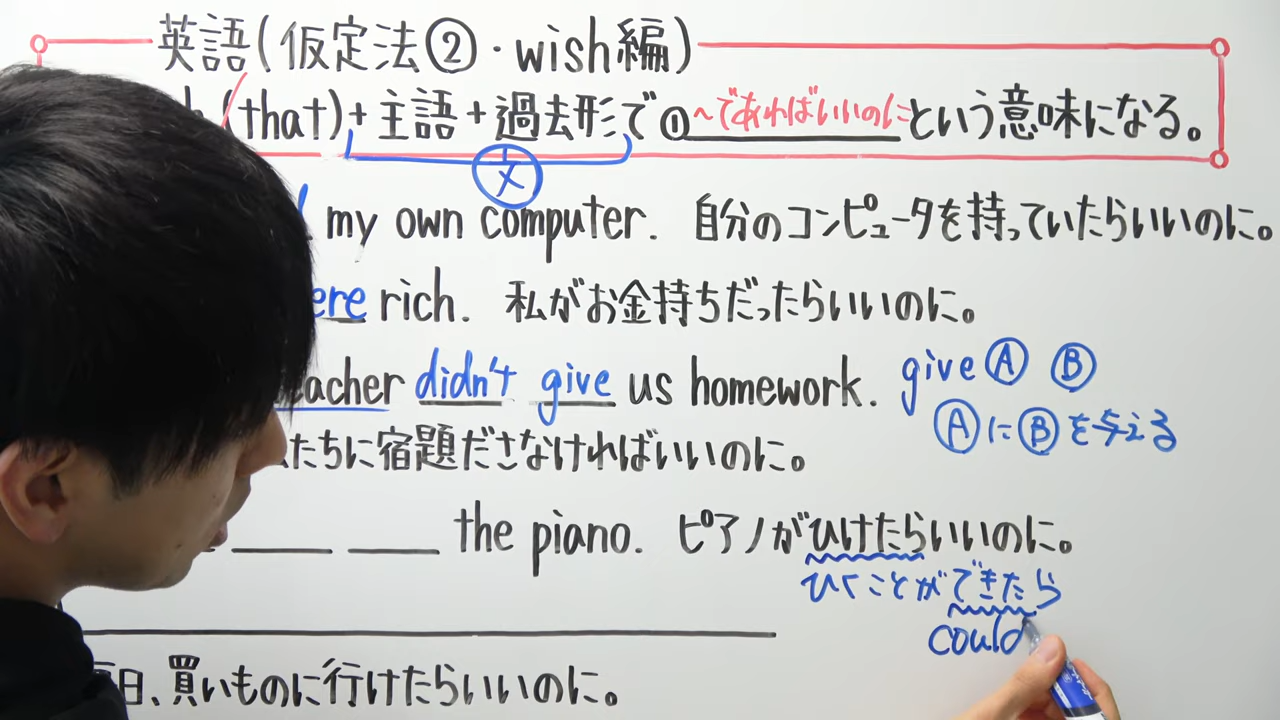 英語(仮定法②・wish編)
(that)+主語+過去形で①~であればいいのにという意味になる。
文
my own computer. 自分のコンピュータを持っていたらいいのに。
rich. 私がお金持ちだったらいいのに。
didn't give us homework. give Ⓐ Ⓑ
ⒶにⒷを与える
たちに宿題ださなければいいのに。
the piano. ピアノがひけたらいいのに。
ひくことができたら
could
日、買いものに行けたらいいのに。